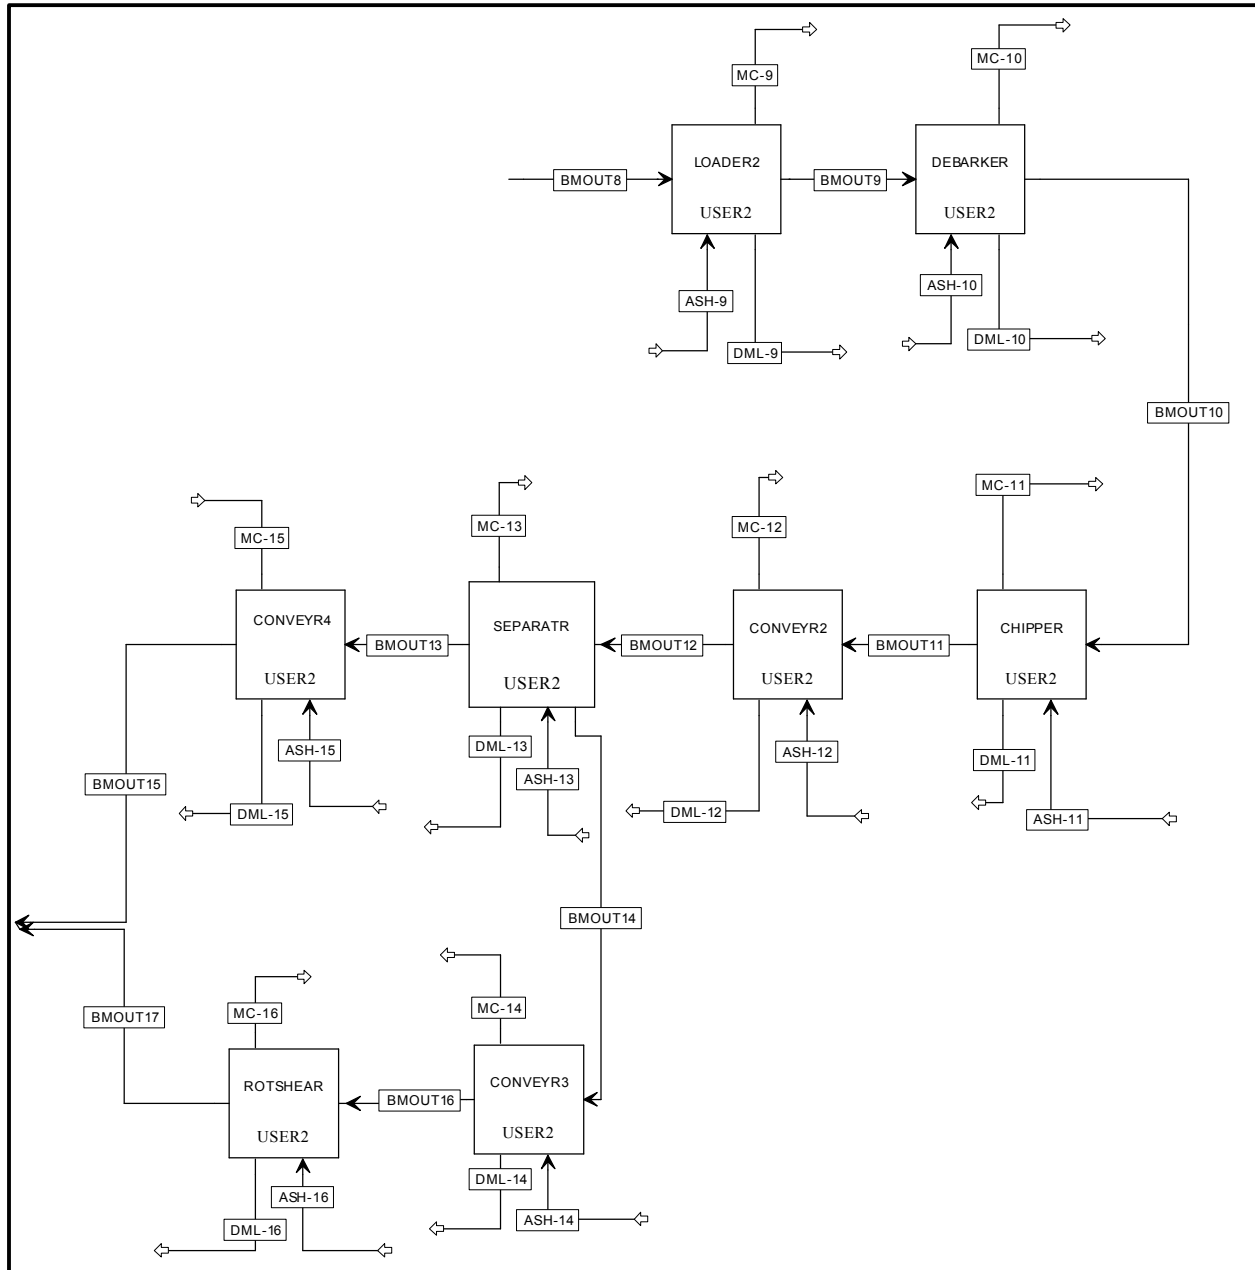 MC-9
MC-10
LOADER2
DEBARKER
BMOUT8
BMOUT9
USER2
USER2
ASH-9
ASH-10
DML-9
DML-10
BMOUT10
MC-15
MC-13
MC-12
MC-11
CONVEYR4
SEPARATR
CONVEYR2
CHIPPER
BMOUT13
BMOUT12
BMOUT11
USER2
USER2
USER2
USER2
ASH-15
DML-13
ASH-13
ASH-12
DML-11
BMOUT15
DML-15
DML-12
ASH-11
BMOUT14
MC-16
MC-14
BMOUT17
ROTSHEAR
CONVEYR3
BMOUT16
USER2
USER2
ASH-16
DML-14
DML-16
ASH-14